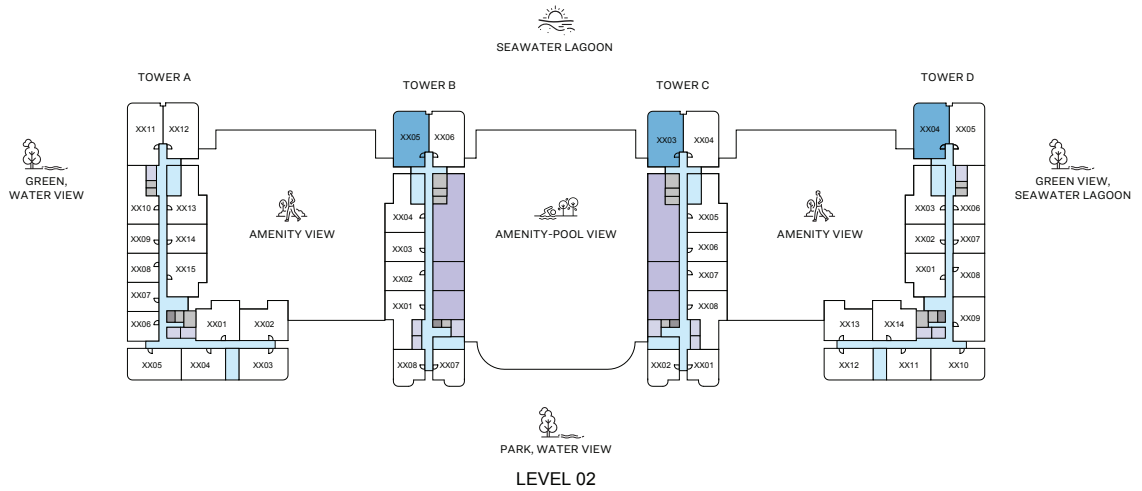 SEAWATER LAGOON
TOWER A
TOWER B
TOWER C
TOWER D
GREEN,
WATER VIEW
AMENITY VIEW
AMENITY-POOL VIEW
AMENITY VIEW
GREEN VIEW,
SEAWATER LAGOON
XX11
XX12
XX10
XX13
XX09
XX14
XX08
XX15
XX07
XX06
XX01
XX02
XX05
XX04
XX03
XX05
XX06
XX04
XX03
XX02
XX01
XX08
XX07
XX03
XX04
XX05
XX06
XX07
XX08
XX02
XX01
XX04
XX05
XX03
XX06
XX02
XX07
XX01
XX08
XX09
XX13
XX14
XX12
XX11
XX10
PARK, WATER VIEW
LEVEL 02